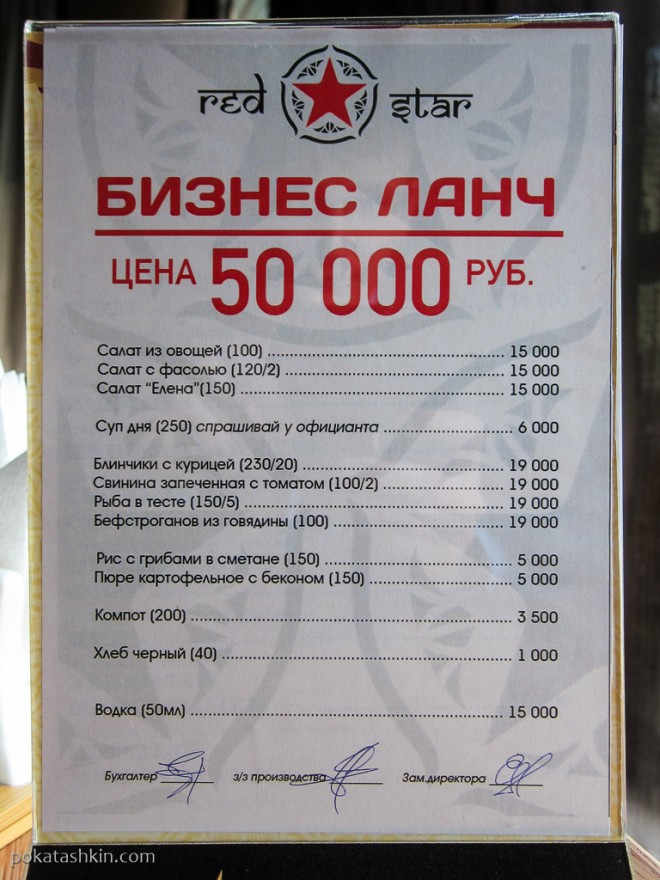 red star
БИЗНЕС ЛАНЧ
ЦЕНА 50 000 РУБ.
Салат из овощей (100) ........ 15 000
Салат с фасолью (120/2) ........ 15 000
Салат “Елена”(150) ........ 15 000
Суп дня (250) спрашивай у официанта ........ 6 000
Блинчики с курицей (230/20) ........ 19 000
Свинина запеченная с томатом (100/2) ........ 19 000
Рыба в тесте (150/5) ........ 19 000
Бефстроганов из говядины (100) ........ 19 000
Рис с грибами в сметане (150) ........ 5 000
Пюре картофельное с беконом (150) ........ 5 000
Компот (200) ........ 3 500
Хлеб черный (40) ........ 1 000
Водка (50мл) ........ 15 000
Бухгалтер з/з производства Зам.директора
pokatashkin.com